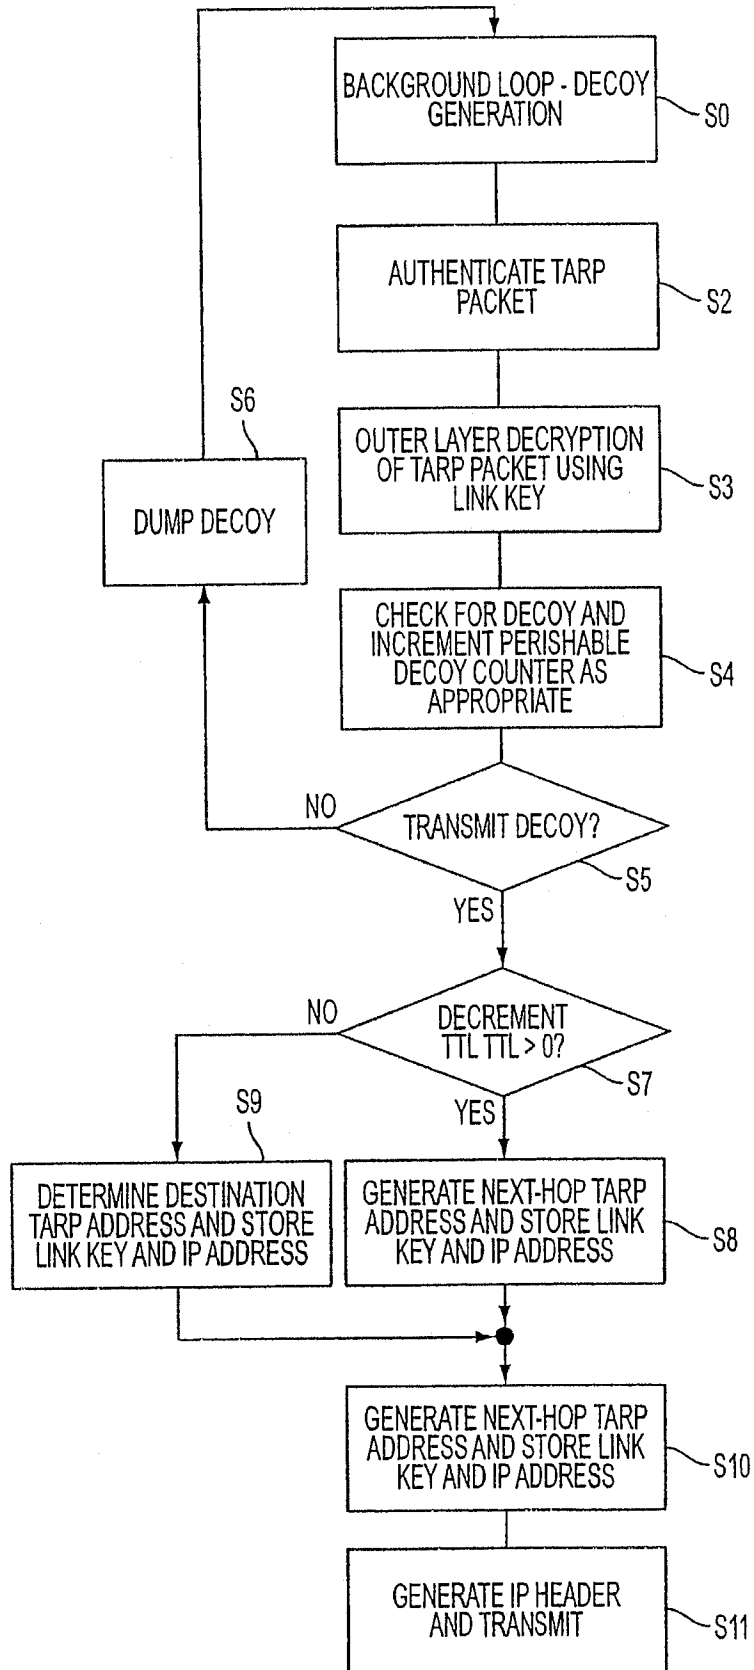 BACKGROUND LOOP - DECOY
GENERATION
S0
AUTHENTICATE TARP
PACKET
S2
S6
OUTER LAYER DECRYPTION
OF TARP PACKET USING
LINK KEY
S3
DUMP DECOY
CHECK FOR DECOY AND
INCREMENT PERISHABLE
DECOY COUNTER AS
APPROPRIATE
S4
NO
TRANSMIT DECOY?
S5
YES
NO
DECREMENT
TTL TTL > 0?
S7
YES
S9
DETERMINE DESTINATION
TARP ADDRESS AND STORE
LINK KEY AND IP ADDRESS
GENERATE NEXT-HOP TARP
ADDRESS AND STORE LINK
KEY AND IP ADDRESS
S8
GENERATE NEXT-HOP TARP
ADDRESS AND STORE LINK
KEY AND IP ADDRESS
S10
GENERATE IP HEADER
AND TRANSMIT
S11